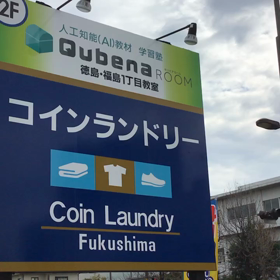 2F
人工知能(AI)教材 学習塾
Qubena ROOM
徳島・福島1丁目教室
コインランドリー
Coin Laundry
Fukushima